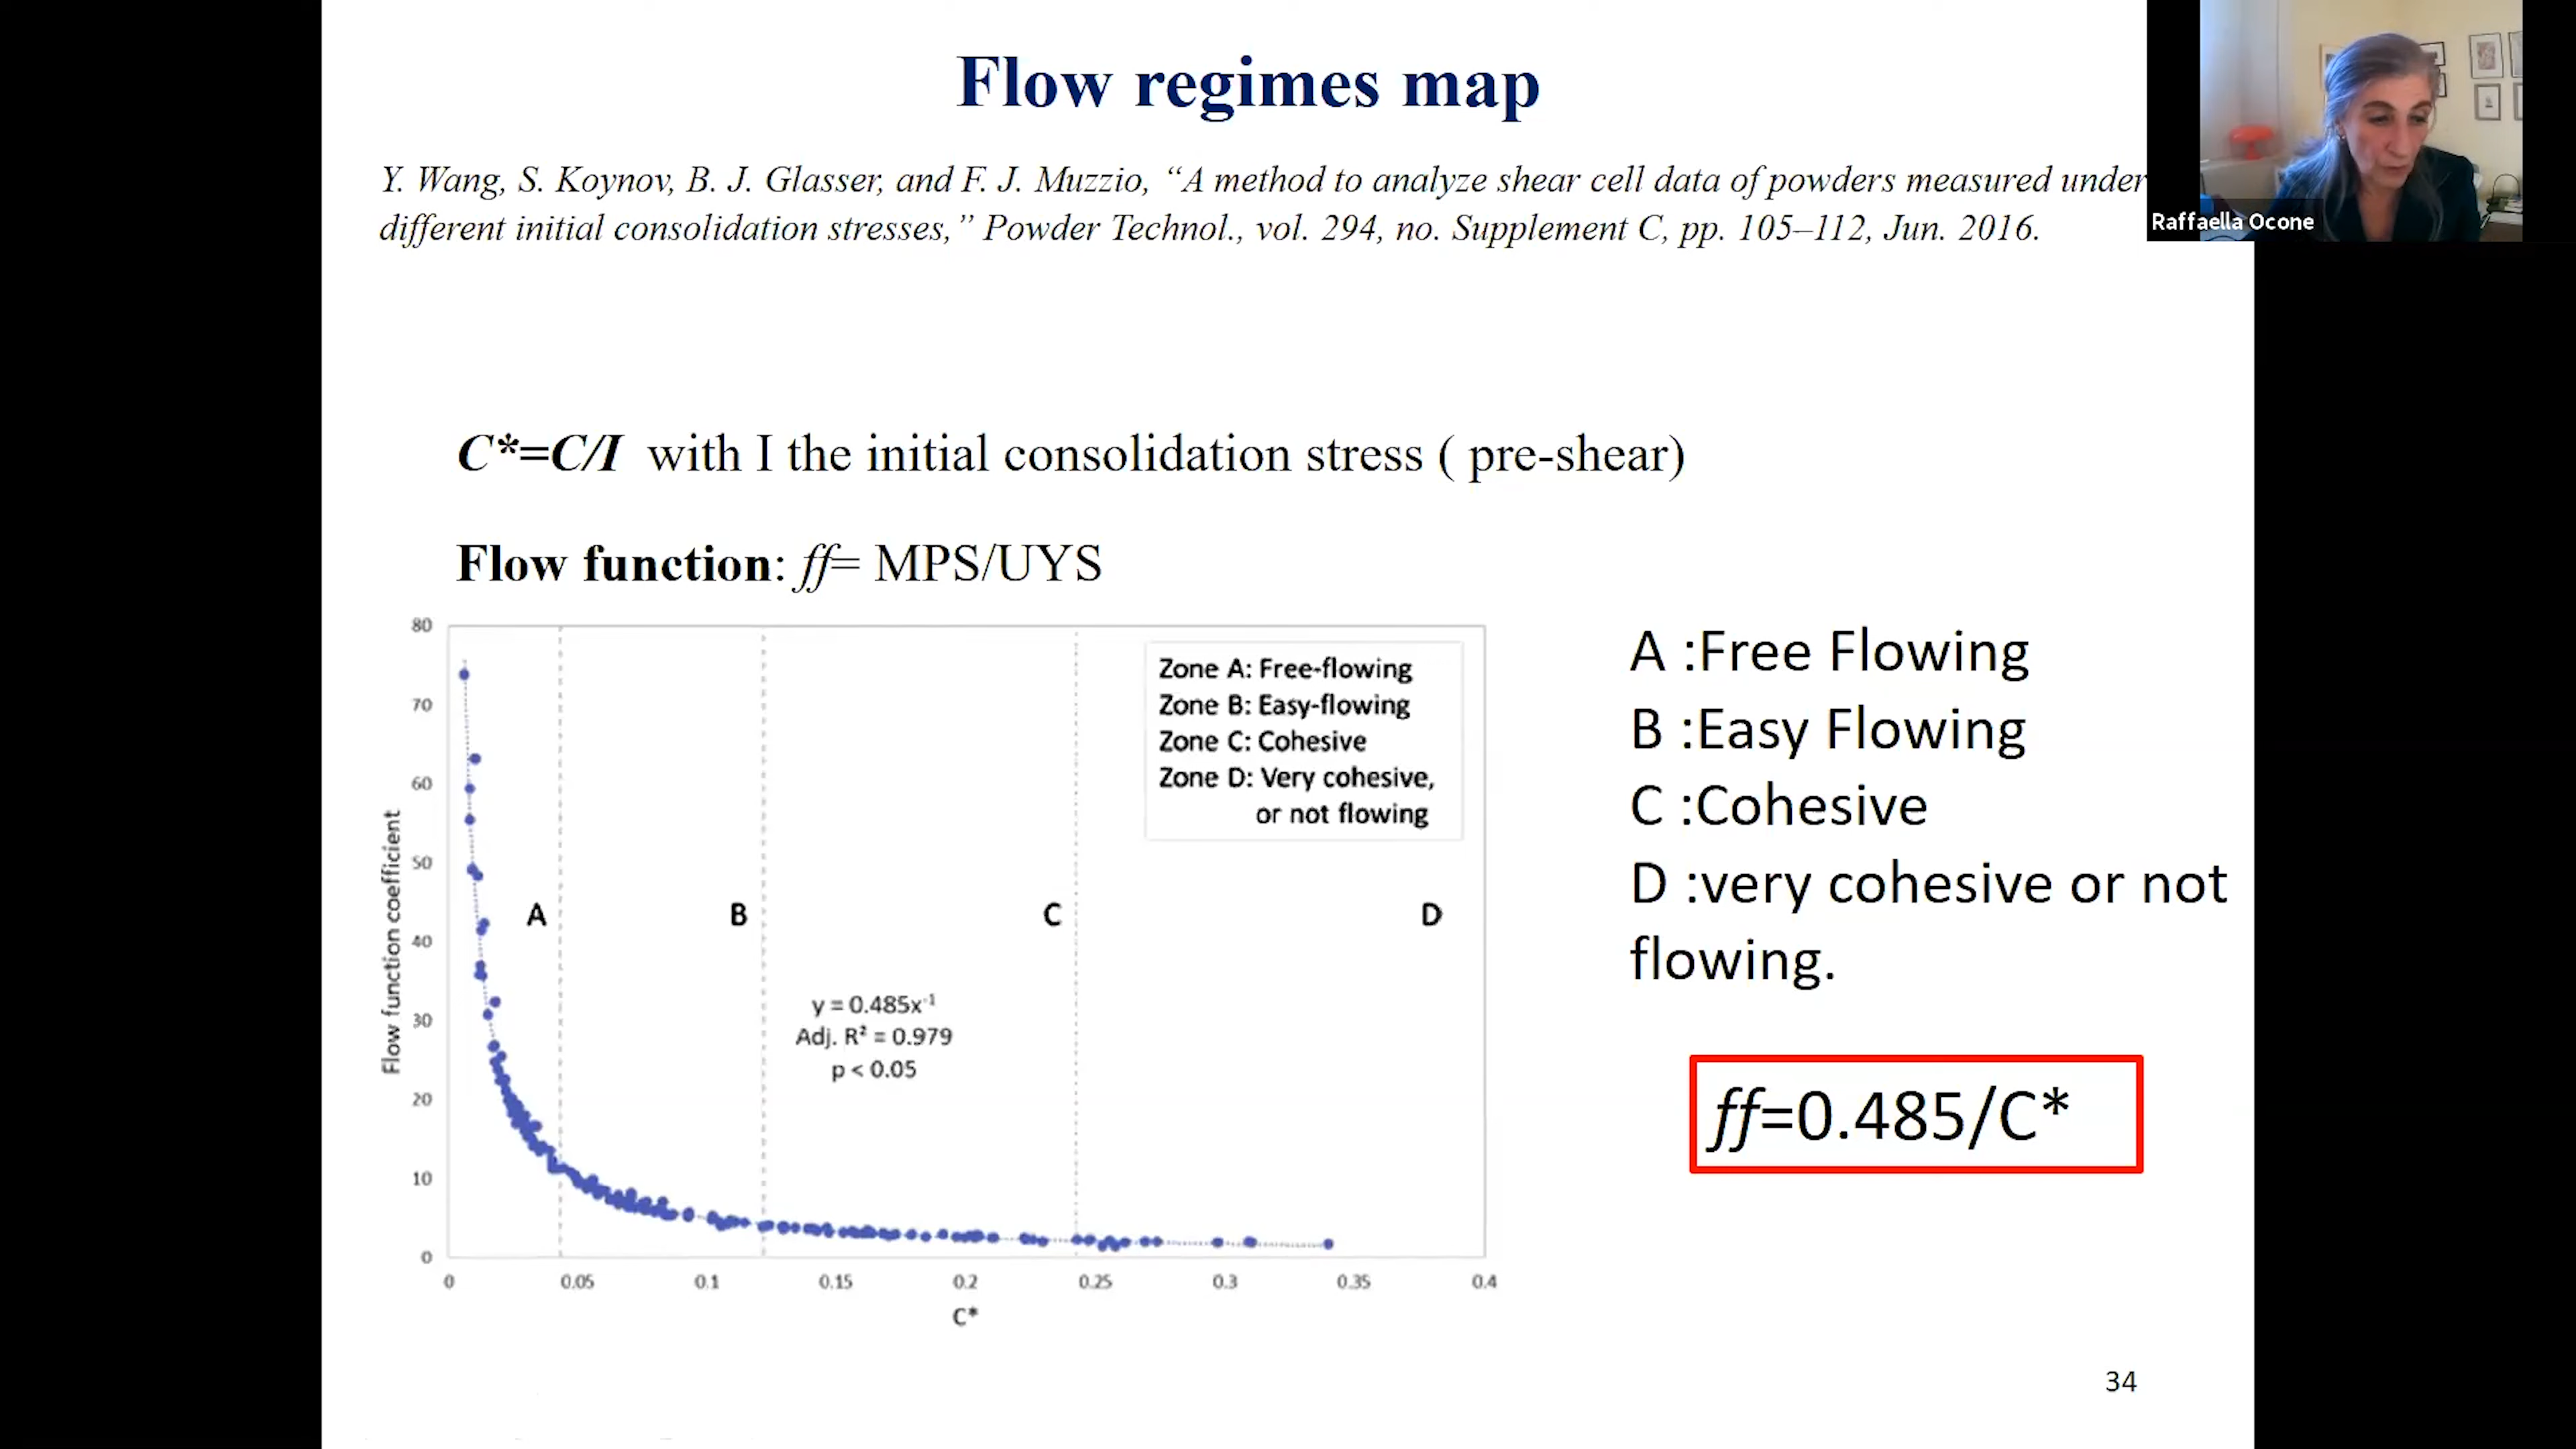 Flow regimes map
Y. Wang, S. Koynov, B. J. Glasser, and F. J. Muzzio, “A method to analyze shear cell data of powders measured under
different initial consolidation stresses,” Powder Technol., vol. 294, no. Supplement C, pp. 105–112, Jun. 2016.
Raffaella Ocone
C*=C/I with I the initial consolidation stress ( pre-shear)
Flow function: ff= MPS/UYS
80
70
60
50
40
30
20
10
0
Flow function coefficient
Zone A: Free-flowing
Zone B: Easy-flowing
Zone C: Cohesive
Zone D: Very cohesive,
or not flowing
A B C D
y = 0.485x⁻¹
Adj. R² = 0.979
p < 0.05
0 0.05 0.1 0.15 0.2 0.25 0.3 0.35 0.4
C*
A :Free Flowing
B :Easy Flowing
C :Cohesive
D :very cohesive or not
flowing.
ff=0.485/C*
34